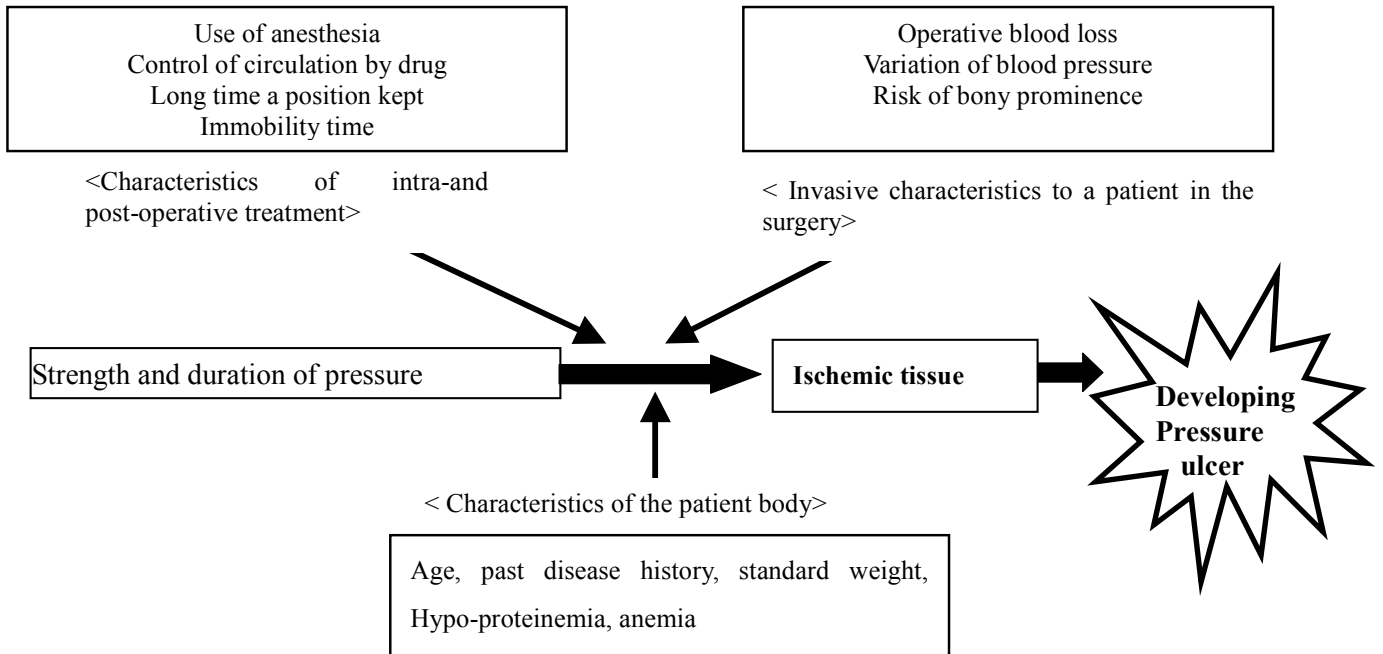 Use of anesthesia
Control of circulation by drug
Long time a position kept
Immobility time
Operative blood loss
Variation of blood pressure
Risk of bony prominence
<Characteristics of intra-and
post-operative treatment>
< Invasive characteristics to a patient in the
surgery>
Strength and duration of pressure
Ischemic tissue
Developing
Pressure
ulcer
< Characteristics of the patient body>
Age, past disease history, standard weight,
Hypo-proteinemia, anemia